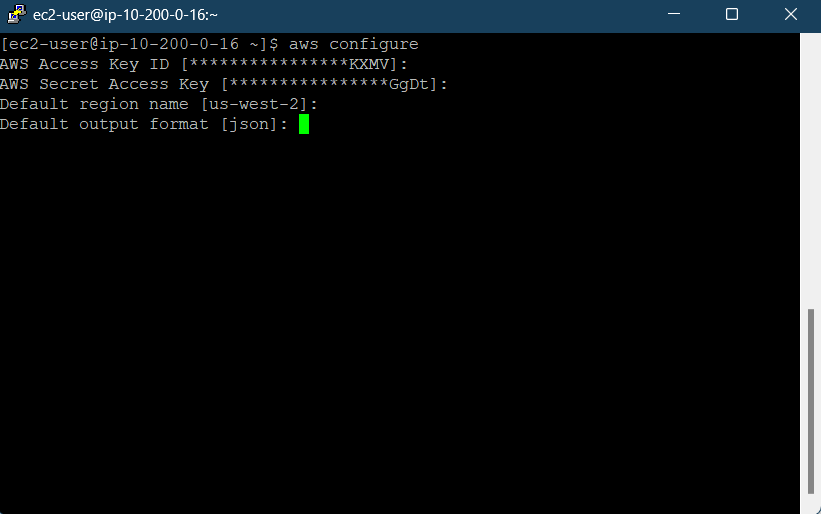 ec2-user@ip-10-200-0-16:~
[ec2-user@ip-10-200-0-16 ~]$ aws configure
AWS Access Key ID [****************KXMV]:
AWS Secret Access Key [****************GgDt]:
Default region name [us-west-2]:
Default output format [json]: